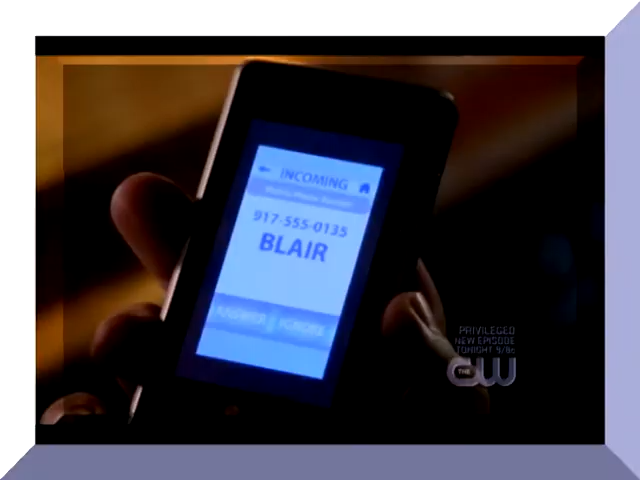 INCOMING
917-555-0135
BLAIR
ANSWER IGNORE
PRIVILEGED
NEW EPISODE
TONIGHT 9/8c
THE CW